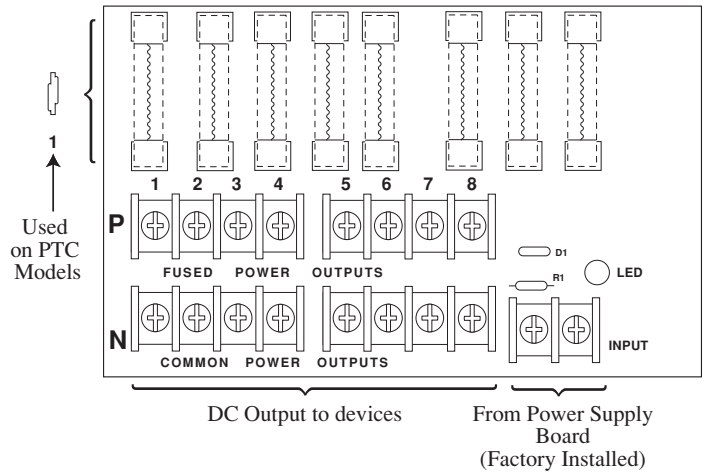 1
Used
on PTC
Models
1 2 3 4 5 6 7 8
P
FUSED POWER OUTPUTS
D1
LED
R1
N
COMMON POWER OUTPUTS
INPUT
DC Output to devices
From Power Supply
Board
(Factory Installed)